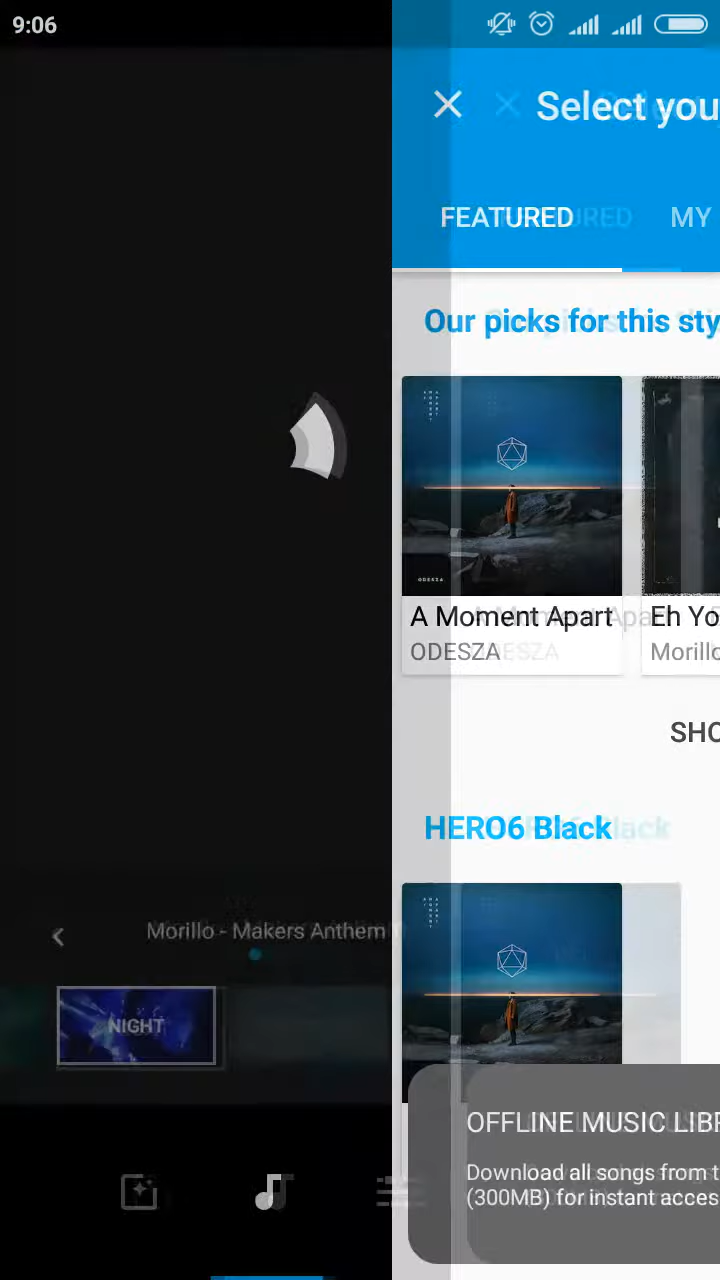 9:06
Select you
FEATURED
MY
Our picks for this sty
A Moment Apart
ODESZA
Eh Yo
Morillo
SHO
HERO6 Black
Morillo - Makers Anthem
NIGHT
ODESZA
OFFLINE MUSIC LIBR
Download all songs from t
(300MB) for instant acces